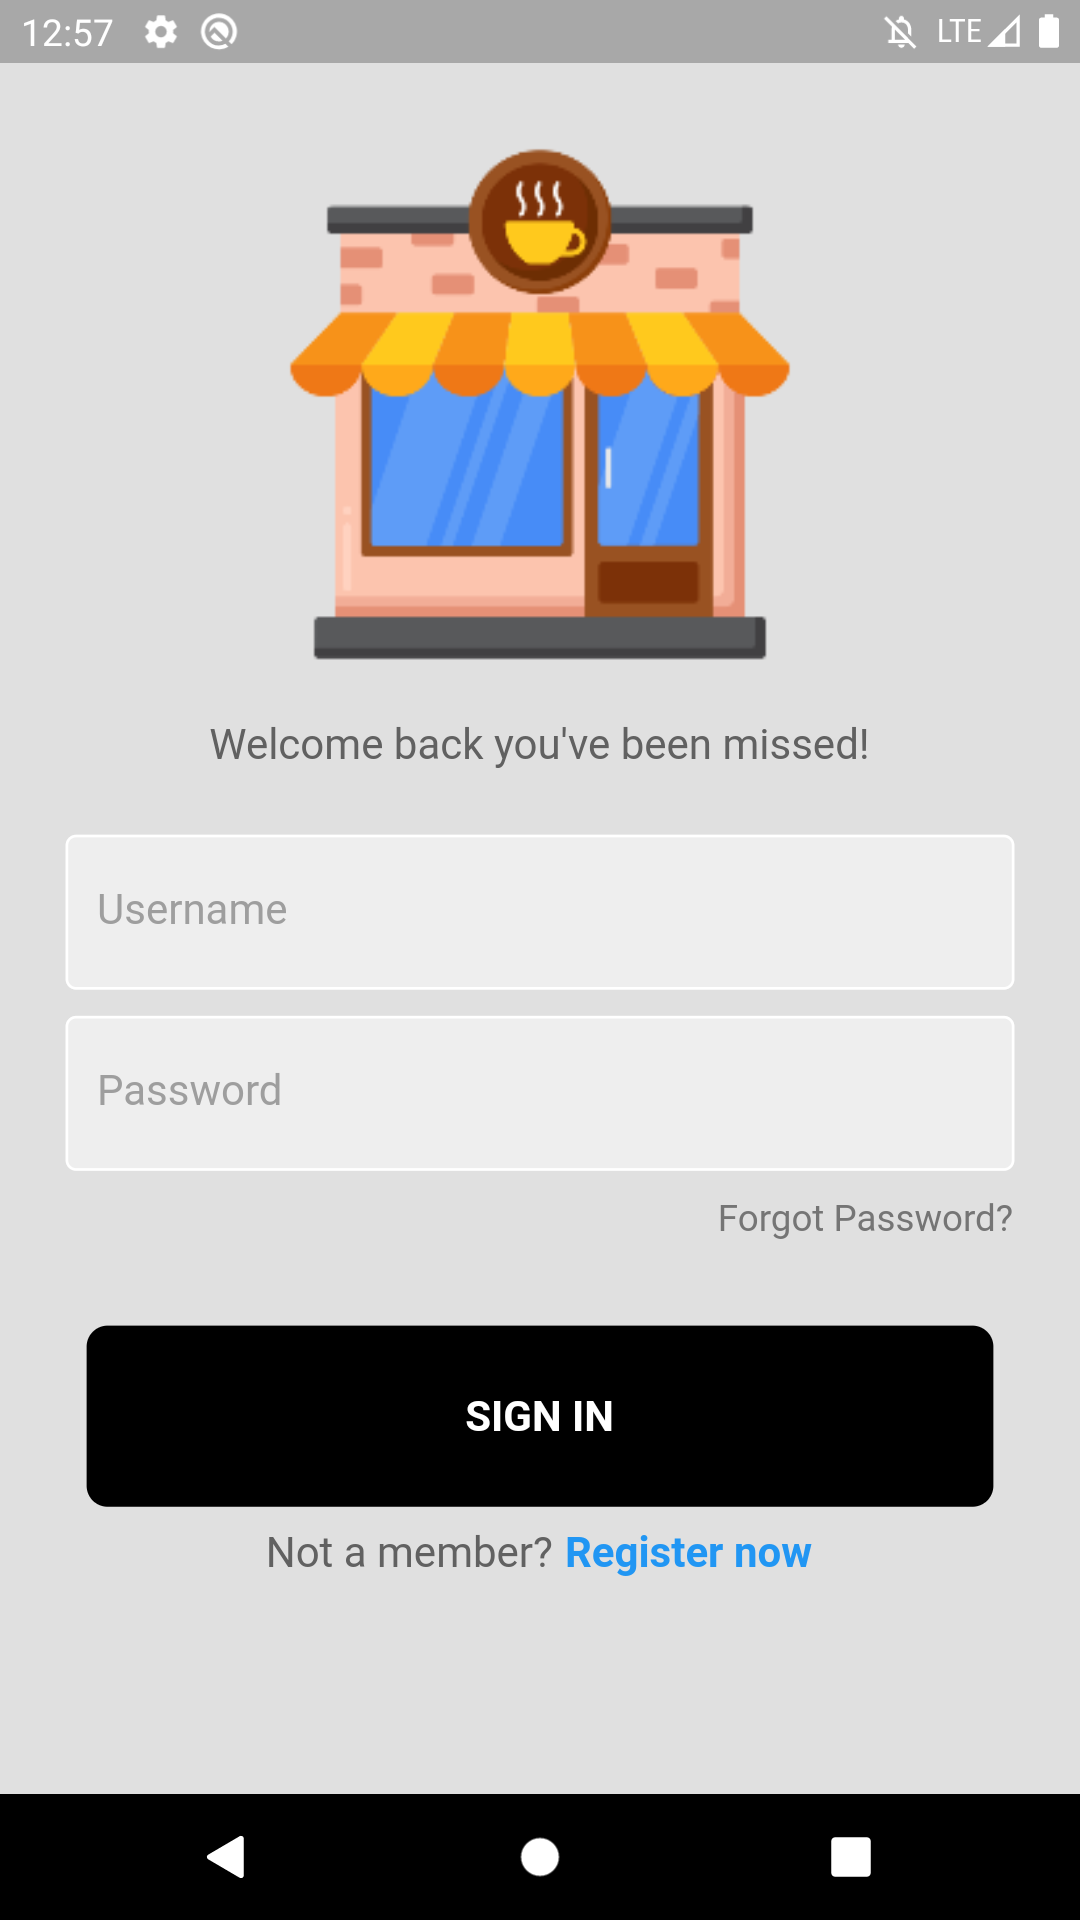 12:57 LTE
Welcome back you've been missed!
Username
Password
Forgot Password?
SIGN IN
Not a member? Register now